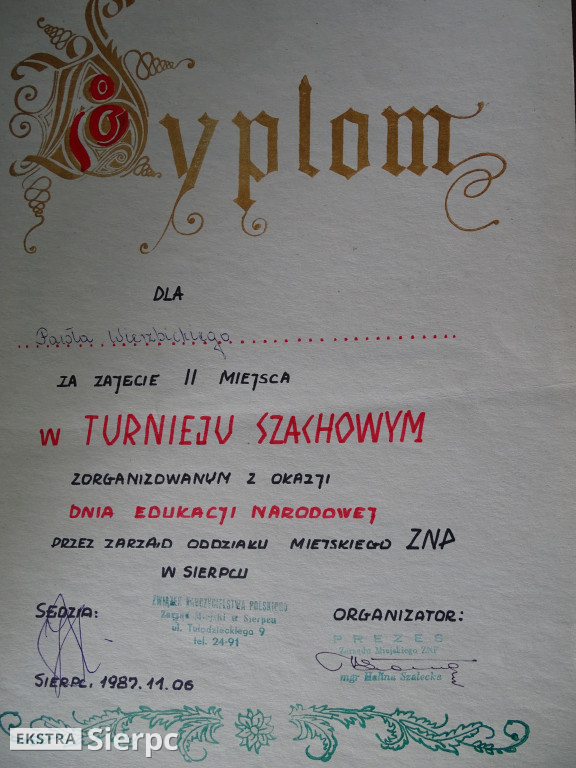 Dyplom
DLA
Pawła Wierzbickiego
ZA ZAJĘCIE II MIEJSCA
W TURNIEJU SZACHOWYM
ZORGANIZOWANYM Z OKAZJI
DNIA EDUKACJI NARODOWEJ
PRZEZ ZARZĄD ODDZIAŁU MIEJSKIEGO ZNP
W SIERPCU
SĘDZIA:
ZWIĄZEK NAUCZYCIELSTWA POLSKIEGO
Zarząd Miejski w Sierpcu
ul. Tuludzieckiego 9
tel. 24-91
ORGANIZATOR:
PREZES
Zarządu Miejskiego ZNP
mgr Halina Szalecka
SIERPC, 1987.11.06
EKSTRA Sierpc